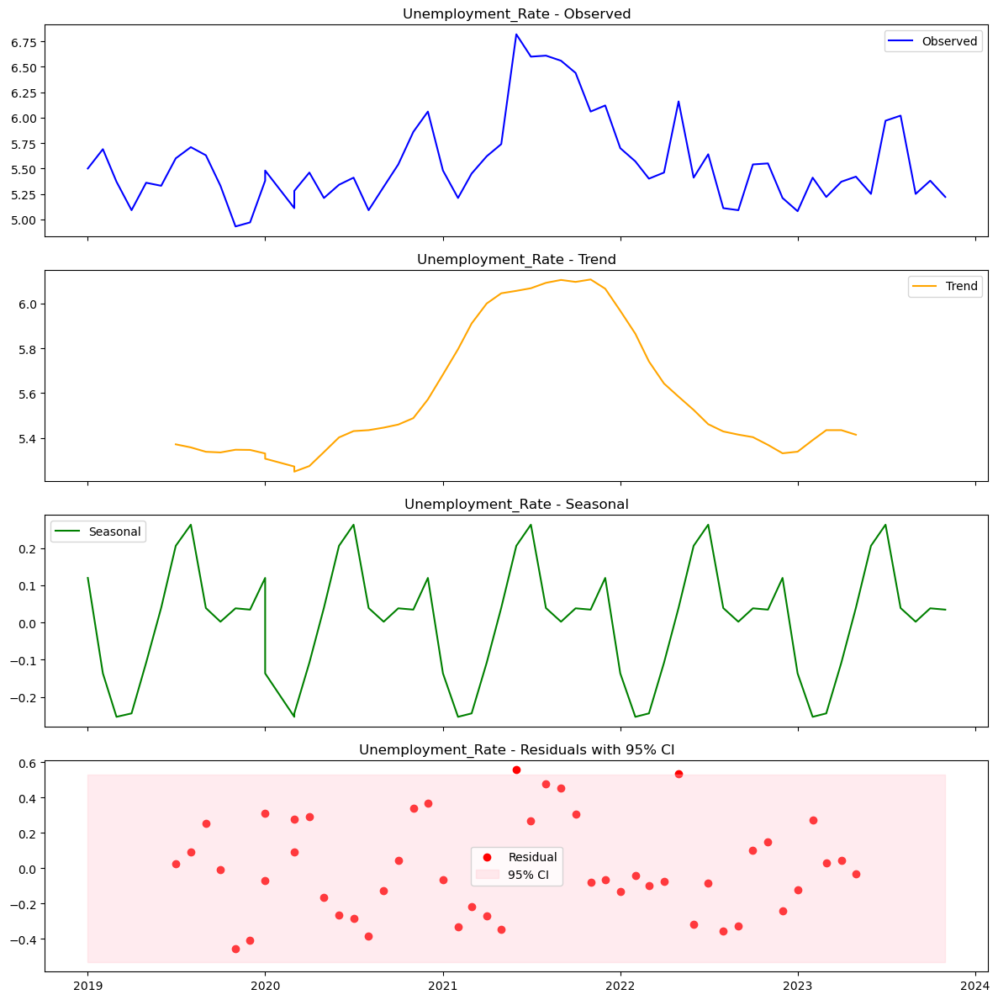 Unemployment_Rate - Observed
6.75
6.50
6.25
6.00
5.75
5.50
5.25
5.00
Observed
Unemployment_Rate - Trend
6.0
5.8
5.6
5.4
Trend
Unemployment_Rate - Seasonal
0.2
0.1
0.0
−0.1
−0.2
Seasonal
Unemployment_Rate - Residuals with 95% CI
0.6
0.4
0.2
0.0
−0.2
−0.4
Residual
95% CI
2019 2020 2021 2022 2023 2024